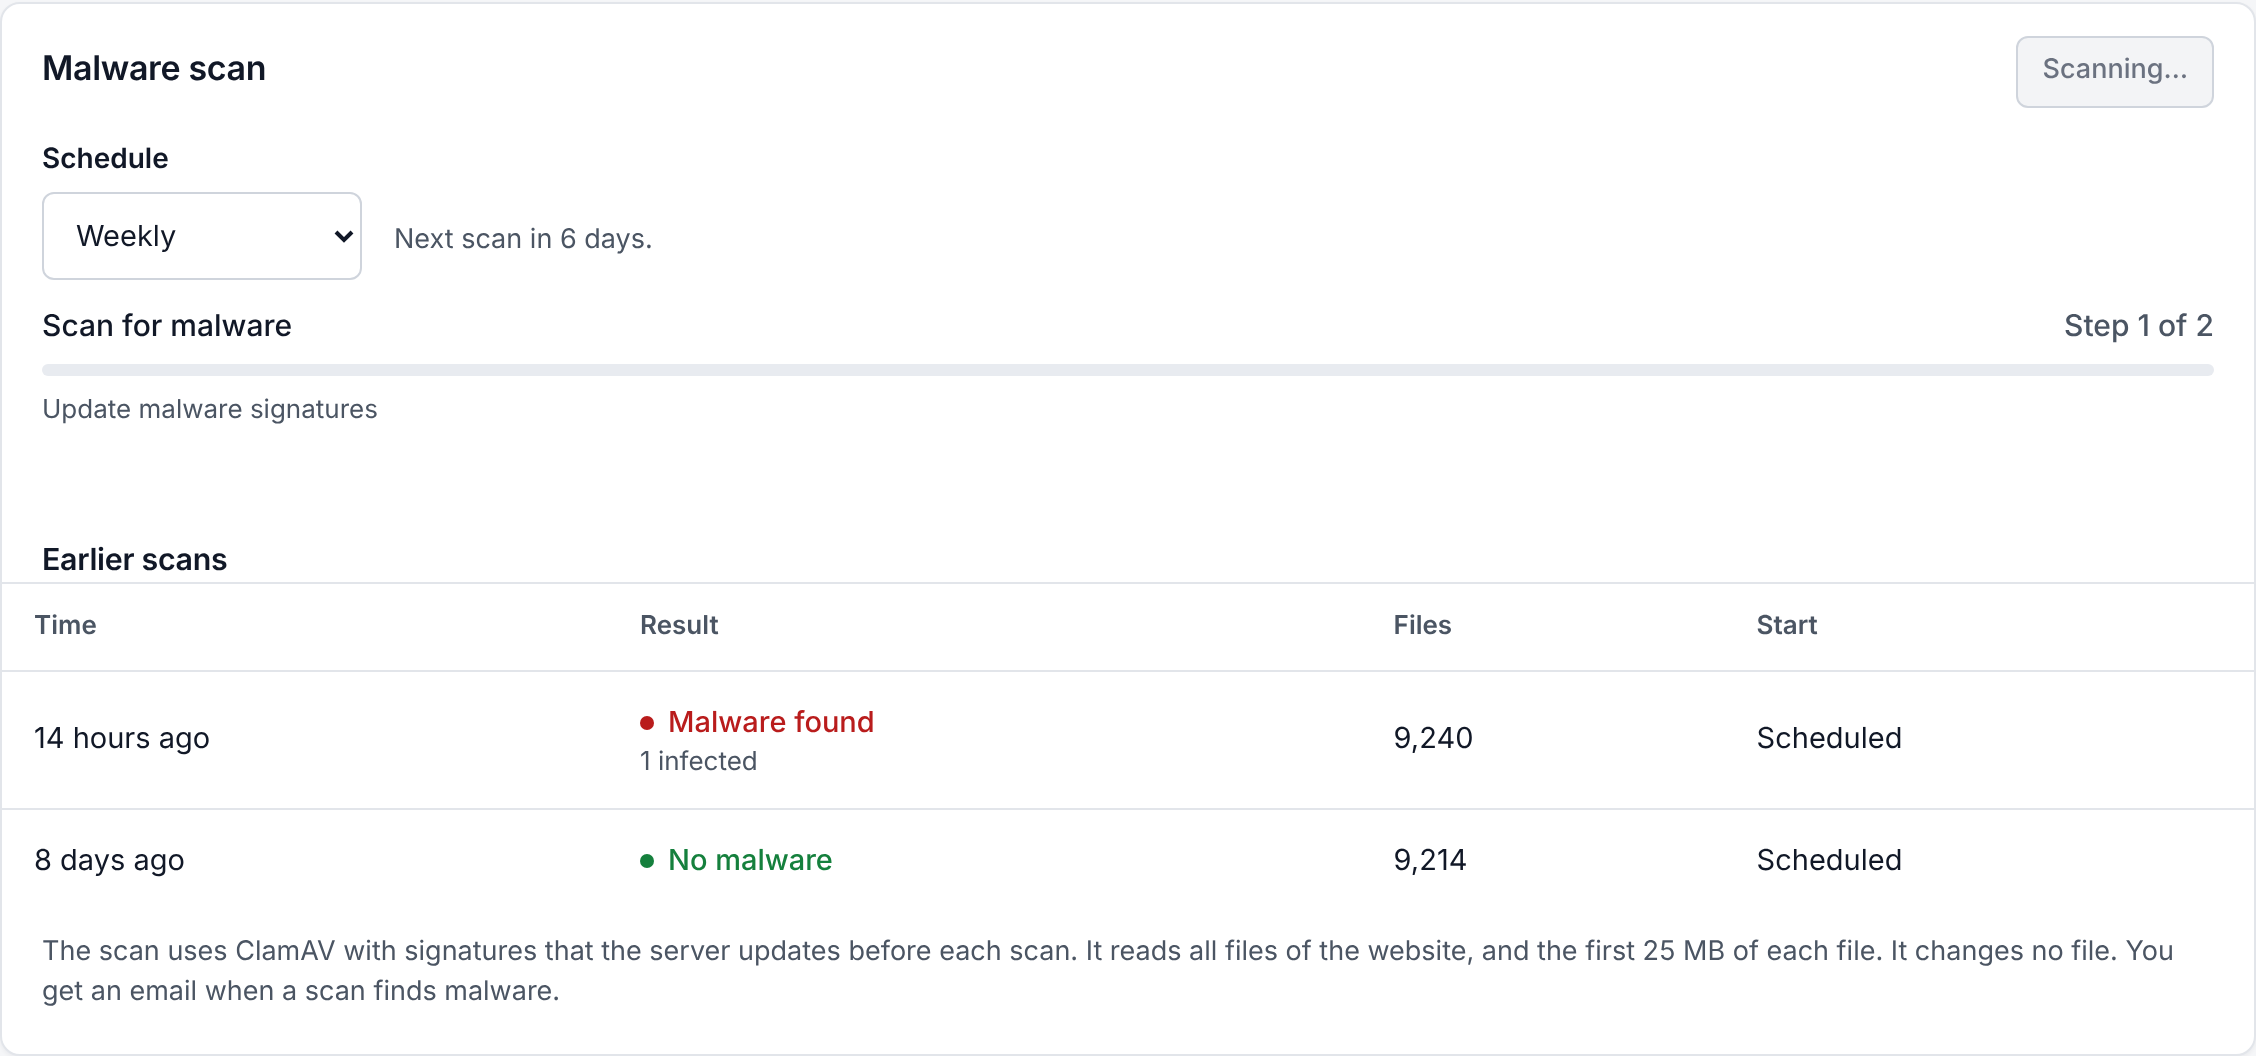 Malware scan
Scanning...
Schedule
Weekly
Next scan in 6 days.
Scan for malware
Step 1 of 2
Update malware signatures
Earlier scans
Time Result Files Start
14 hours ago Malware found 9,240 Scheduled
1 infected
8 days ago No malware 9,214 Scheduled
The scan uses ClamAV with signatures that the server updates before each scan. It reads all files of the website, and the first 25 MB of each file. It changes no file. You
get an email when a scan finds malware.